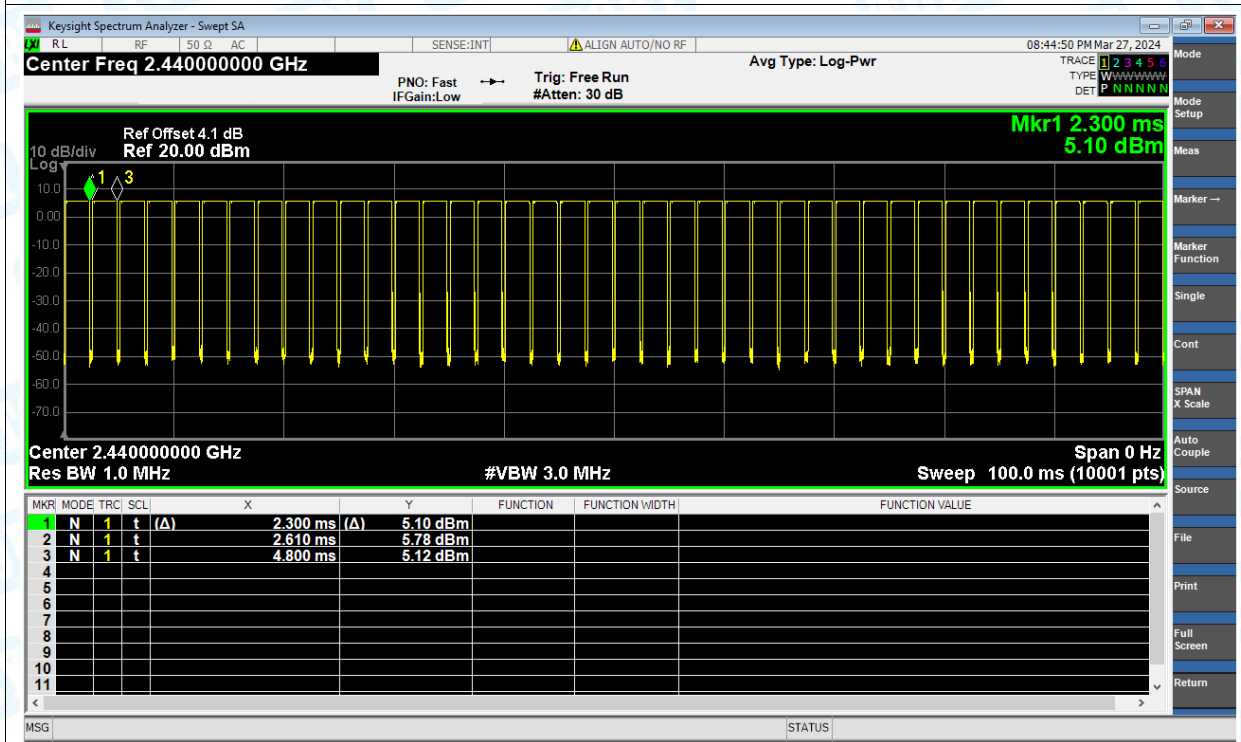 Keysight Spectrum Analyzer - Swept SA
LXI RL RF 50 Ω AC SENSE:INT ALIGN AUTO/NO RF 08:44:50 PM Mar 27, 2024
Center Freq 2.440000000 GHz
PNO: Fast
IFGain:Low
Trig: Free Run
#Atten: 30 dB
Avg Type: Log-Pwr
TRACE 1 2 3 4 5 6
TYPE WWWWWW
DET P N N N N N
Mkr1 2.300 ms
5.10 dBm
Ref Offset 4.1 dB
10 dB/div Ref 20.00 dBm
Log
1 3
10.0
0.00
-10.0
-20.0
-30.0
-40.0
-50.0
-60.0
-70.0
Center 2.440000000 GHz Span 0 Hz
Res BW 1.0 MHz #VBW 3.0 MHz Sweep 100.0 ms (10001 pts)
MKR MODE TRC SCL X Y FUNCTION FUNCTION WIDTH FUNCTION VALUE
1 N 1 t (Δ) 2.300 ms (Δ) 5.10 dBm
2 N 1 t 2.610 ms 5.78 dBm
3 N 1 t 4.800 ms 5.12 dBm
4
5
6
7
8
9
10
11
MSG STATUS
Mode
Mode
Setup
Meas
Marker→
Marker
Function
Single
Cont
SPAN
X Scale
Auto
Couple
Source
File
Print
Full
Screen
Return